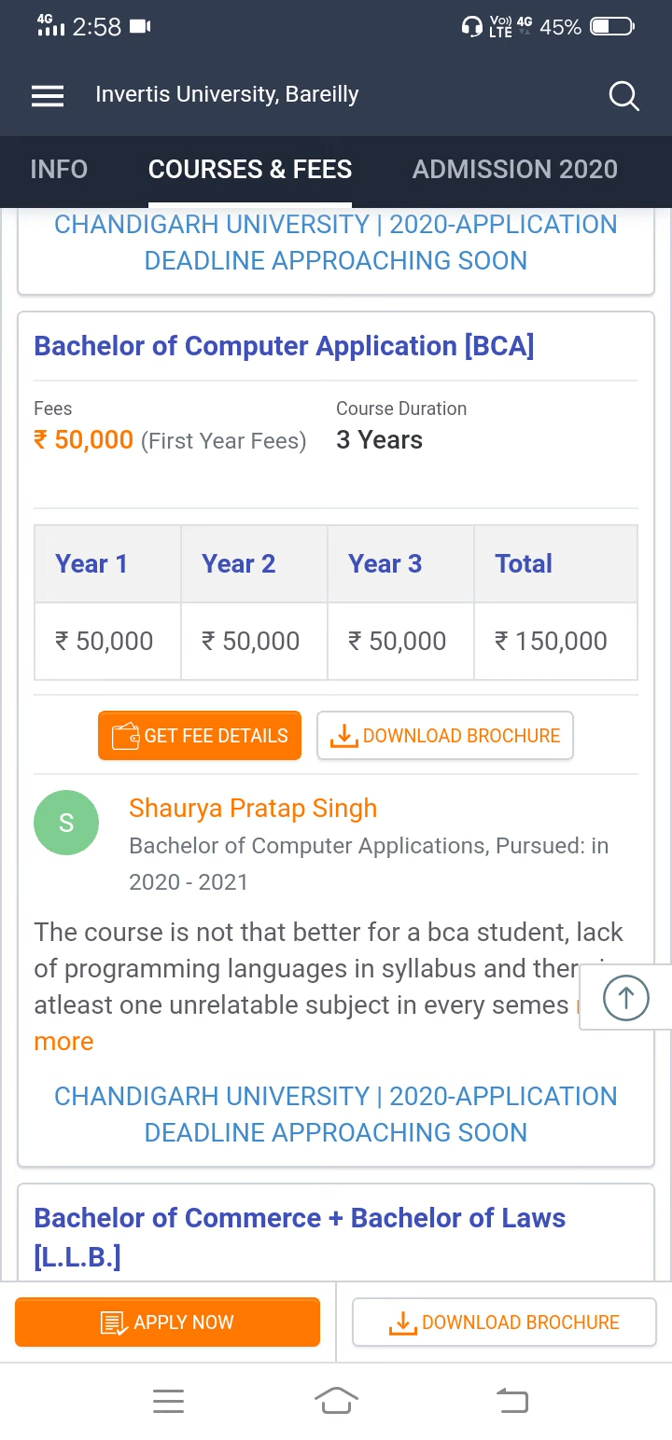 4G 2:58 Vo)) LTE 4G 45%
Invertis University, Bareilly
INFO COURSES & FEES ADMISSION 2020
CHANDIGARH UNIVERSITY | 2020-APPLICATION
DEADLINE APPROACHING SOON
Bachelor of Computer Application [BCA]
Fees Course Duration
₹ 50,000 (First Year Fees) 3 Years
Year 1 Year 2 Year 3 Total
₹ 50,000 ₹ 50,000 ₹ 50,000 ₹ 150,000
GET FEE DETAILS DOWNLOAD BROCHURE
S Shaurya Pratap Singh
Bachelor of Computer Applications, Pursued: in
2020 - 2021
The course is not that better for a bca student, lack
of programming languages in syllabus and
atleast one unrelatable subject in every semes
more
CHANDIGARH UNIVERSITY | 2020-APPLICATION
DEADLINE APPROACHING SOON
Bachelor of Commerce + Bachelor of Laws
[L.L.B.]
APPLY NOW DOWNLOAD BROCHURE